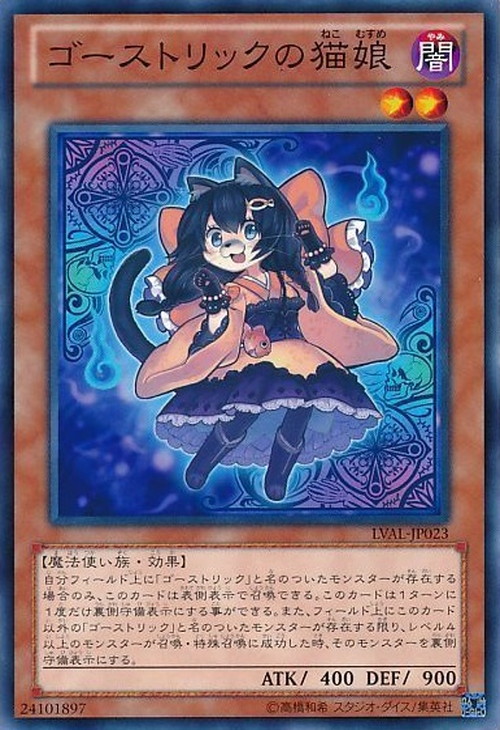 ゴーストリックの猫娘
ねこ むすめ
闇
やみ
LVAL-JP023
【魔法使い族・効果】
自分フィールド上に「ゴーストリック」と名のついたモンスターが存在する
場合のみ、このカードは表側表示で召喚できる。このカードは1ターンに
1度だけ裏側守備表示にする事ができる。また、フィールド上にこのカード
以外の「ゴーストリック」と名のついたモンスターが存在する限り、レベル4
以上のモンスターが召喚・特殊召喚に成功した時、そのモンスターを裏側
守備表示にする。
ATK/ 400 DEF/ 900
24101897
©高橋和希 スタジオ・ダイス/集英社